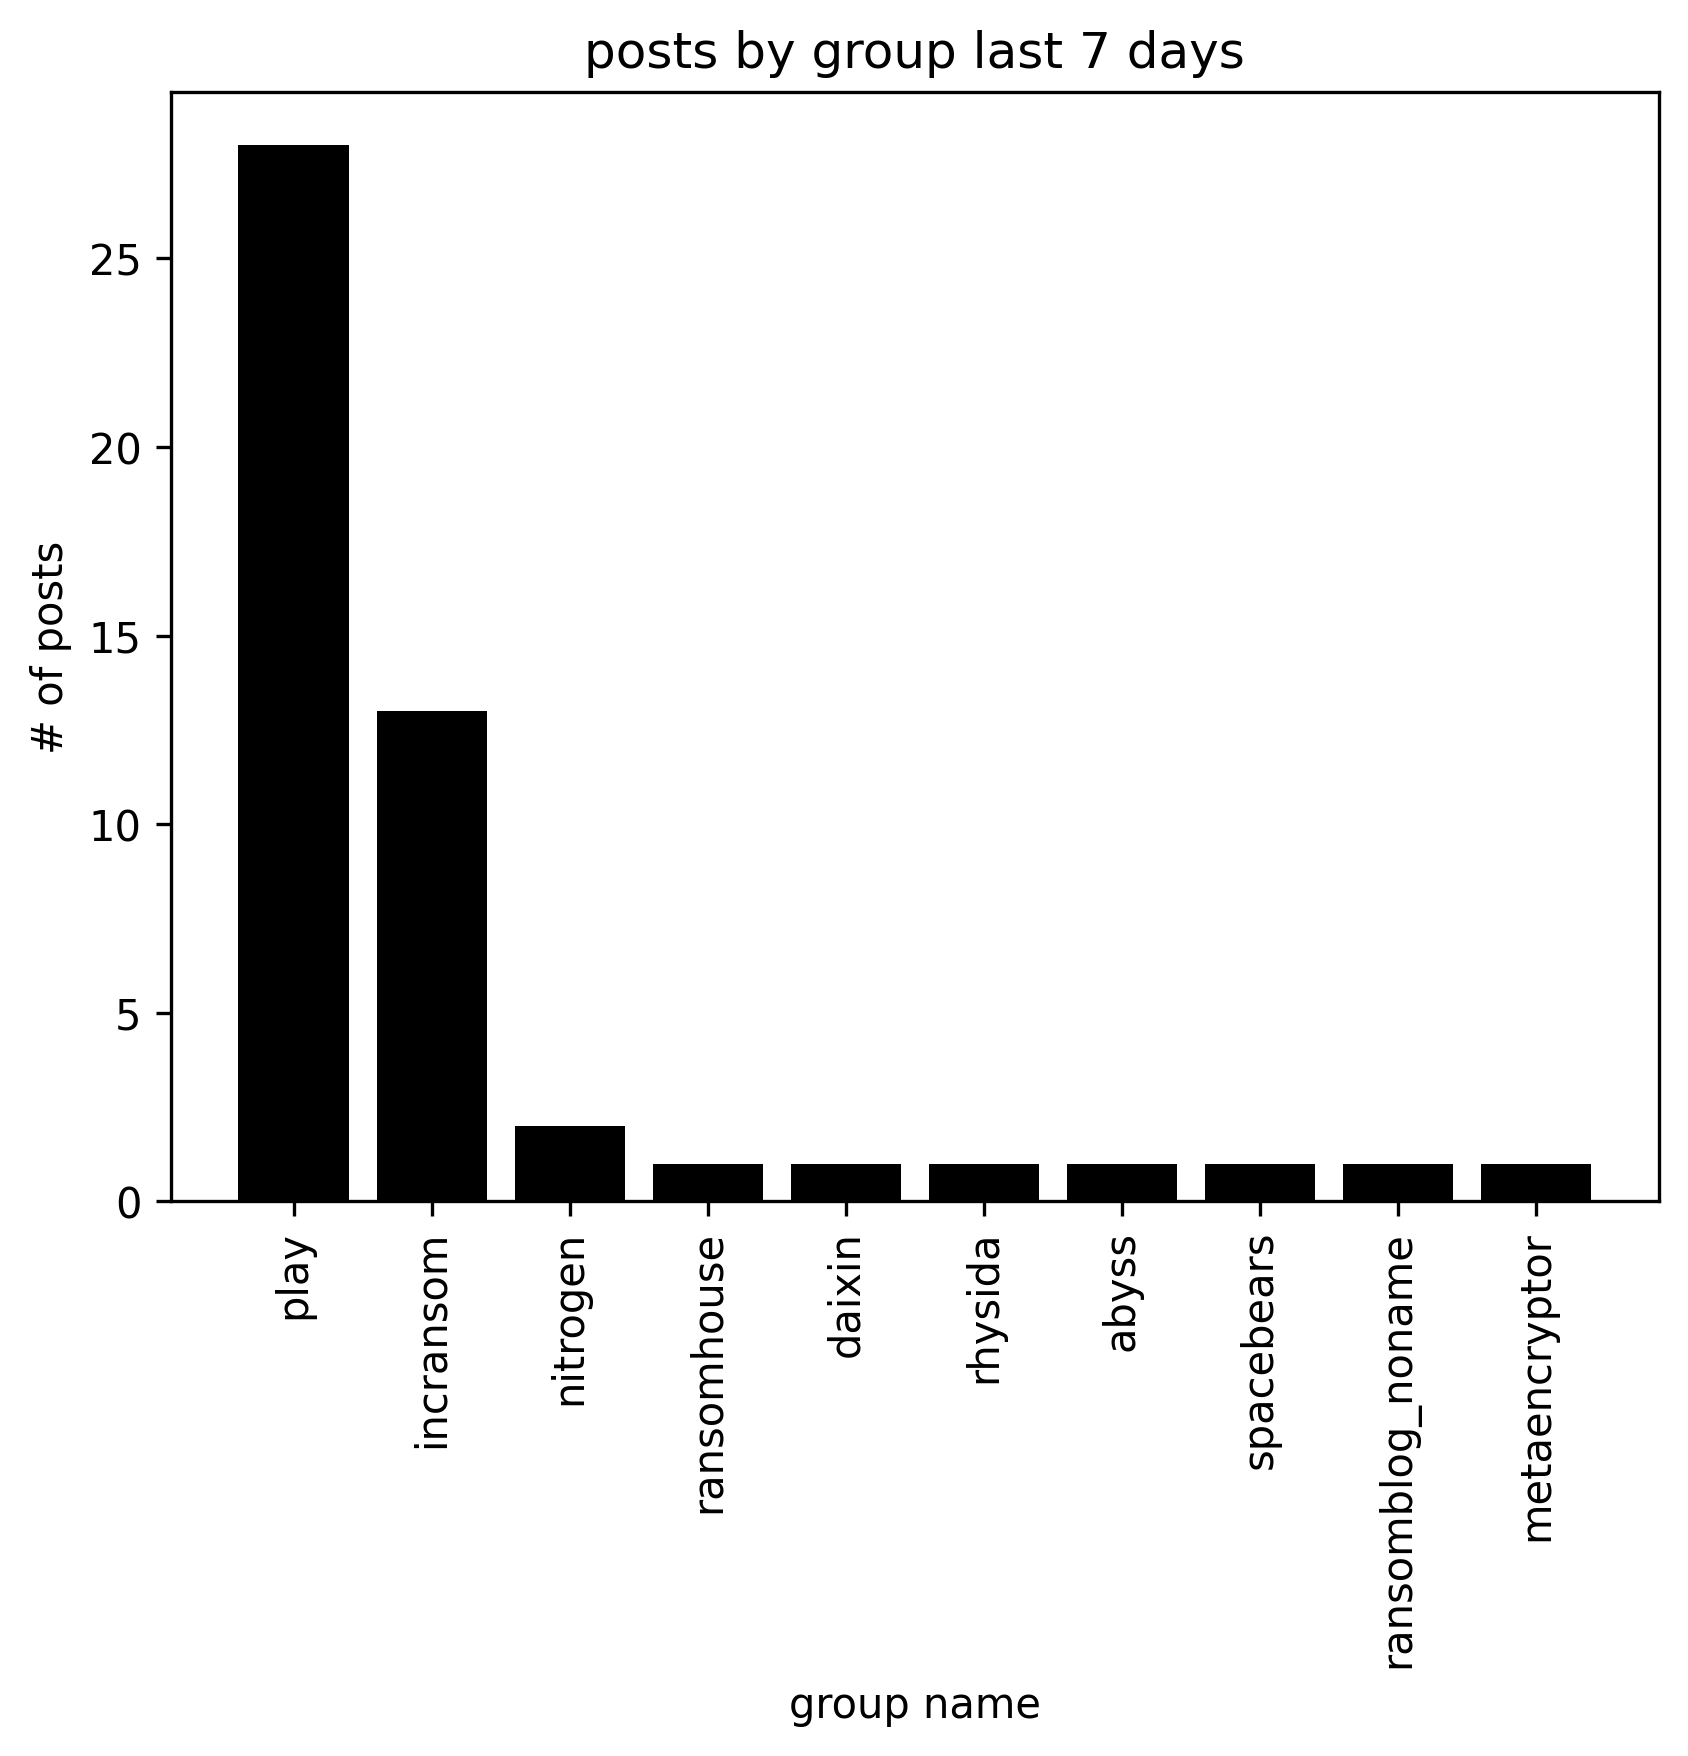 posts by group last 7 days
# of posts
25
20
15
10
5
0
play
incransom
nitrogen
ransomhouse
daixin
rhysida
abyss
spacebears
ransomblog_noname
metaencryptor
group name